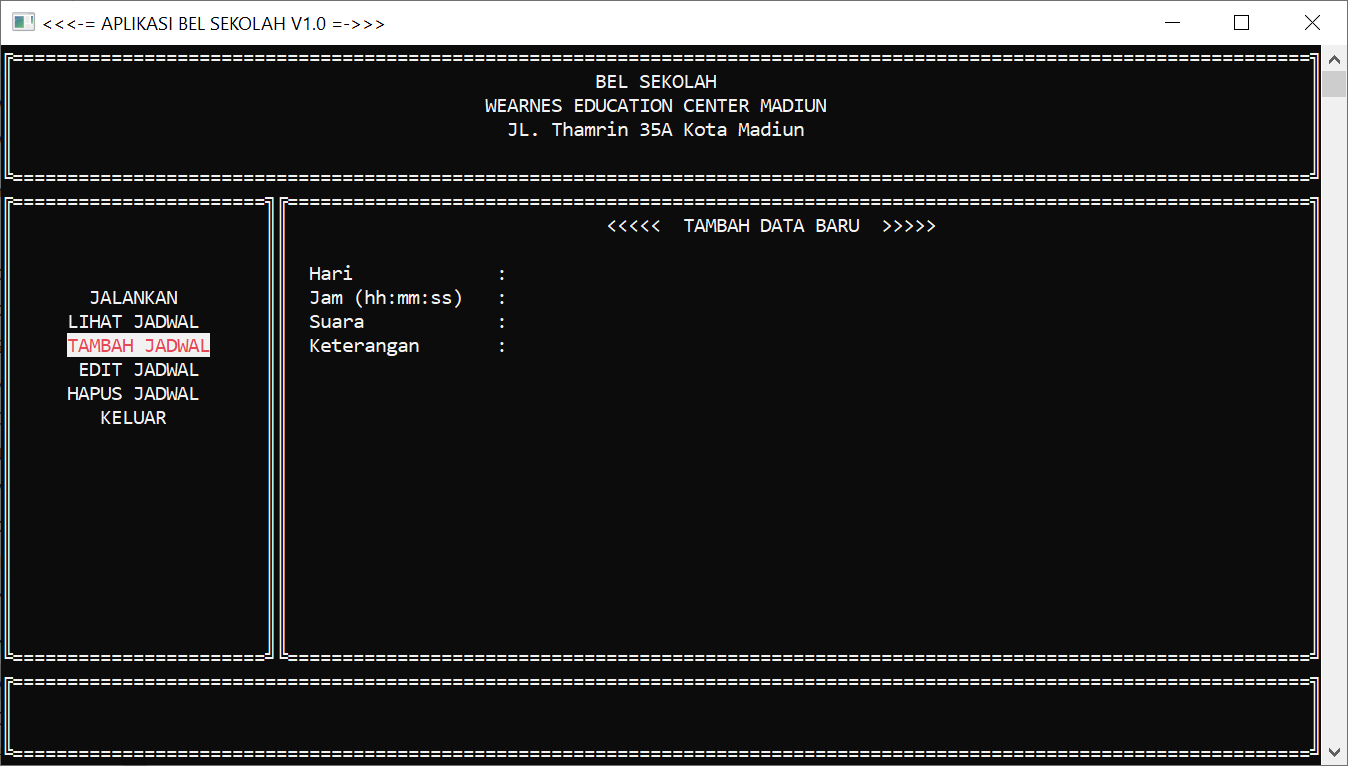 <<<-= APLIKASI BEL SEKOLAH V1.0 =->>>
BEL SEKOLAH
WEARNES EDUCATION CENTER MADIUN
JL. Thamrin 35A Kota Madiun
JALANKAN
LIHAT JADWAL
TAMBAH JADWAL
EDIT JADWAL
HAPUS JADWAL
KELUAR
<<<<<  TAMBAH DATA BARU  >>>>>
Hari :
Jam (hh:mm:ss) :
Suara :
Keterangan :